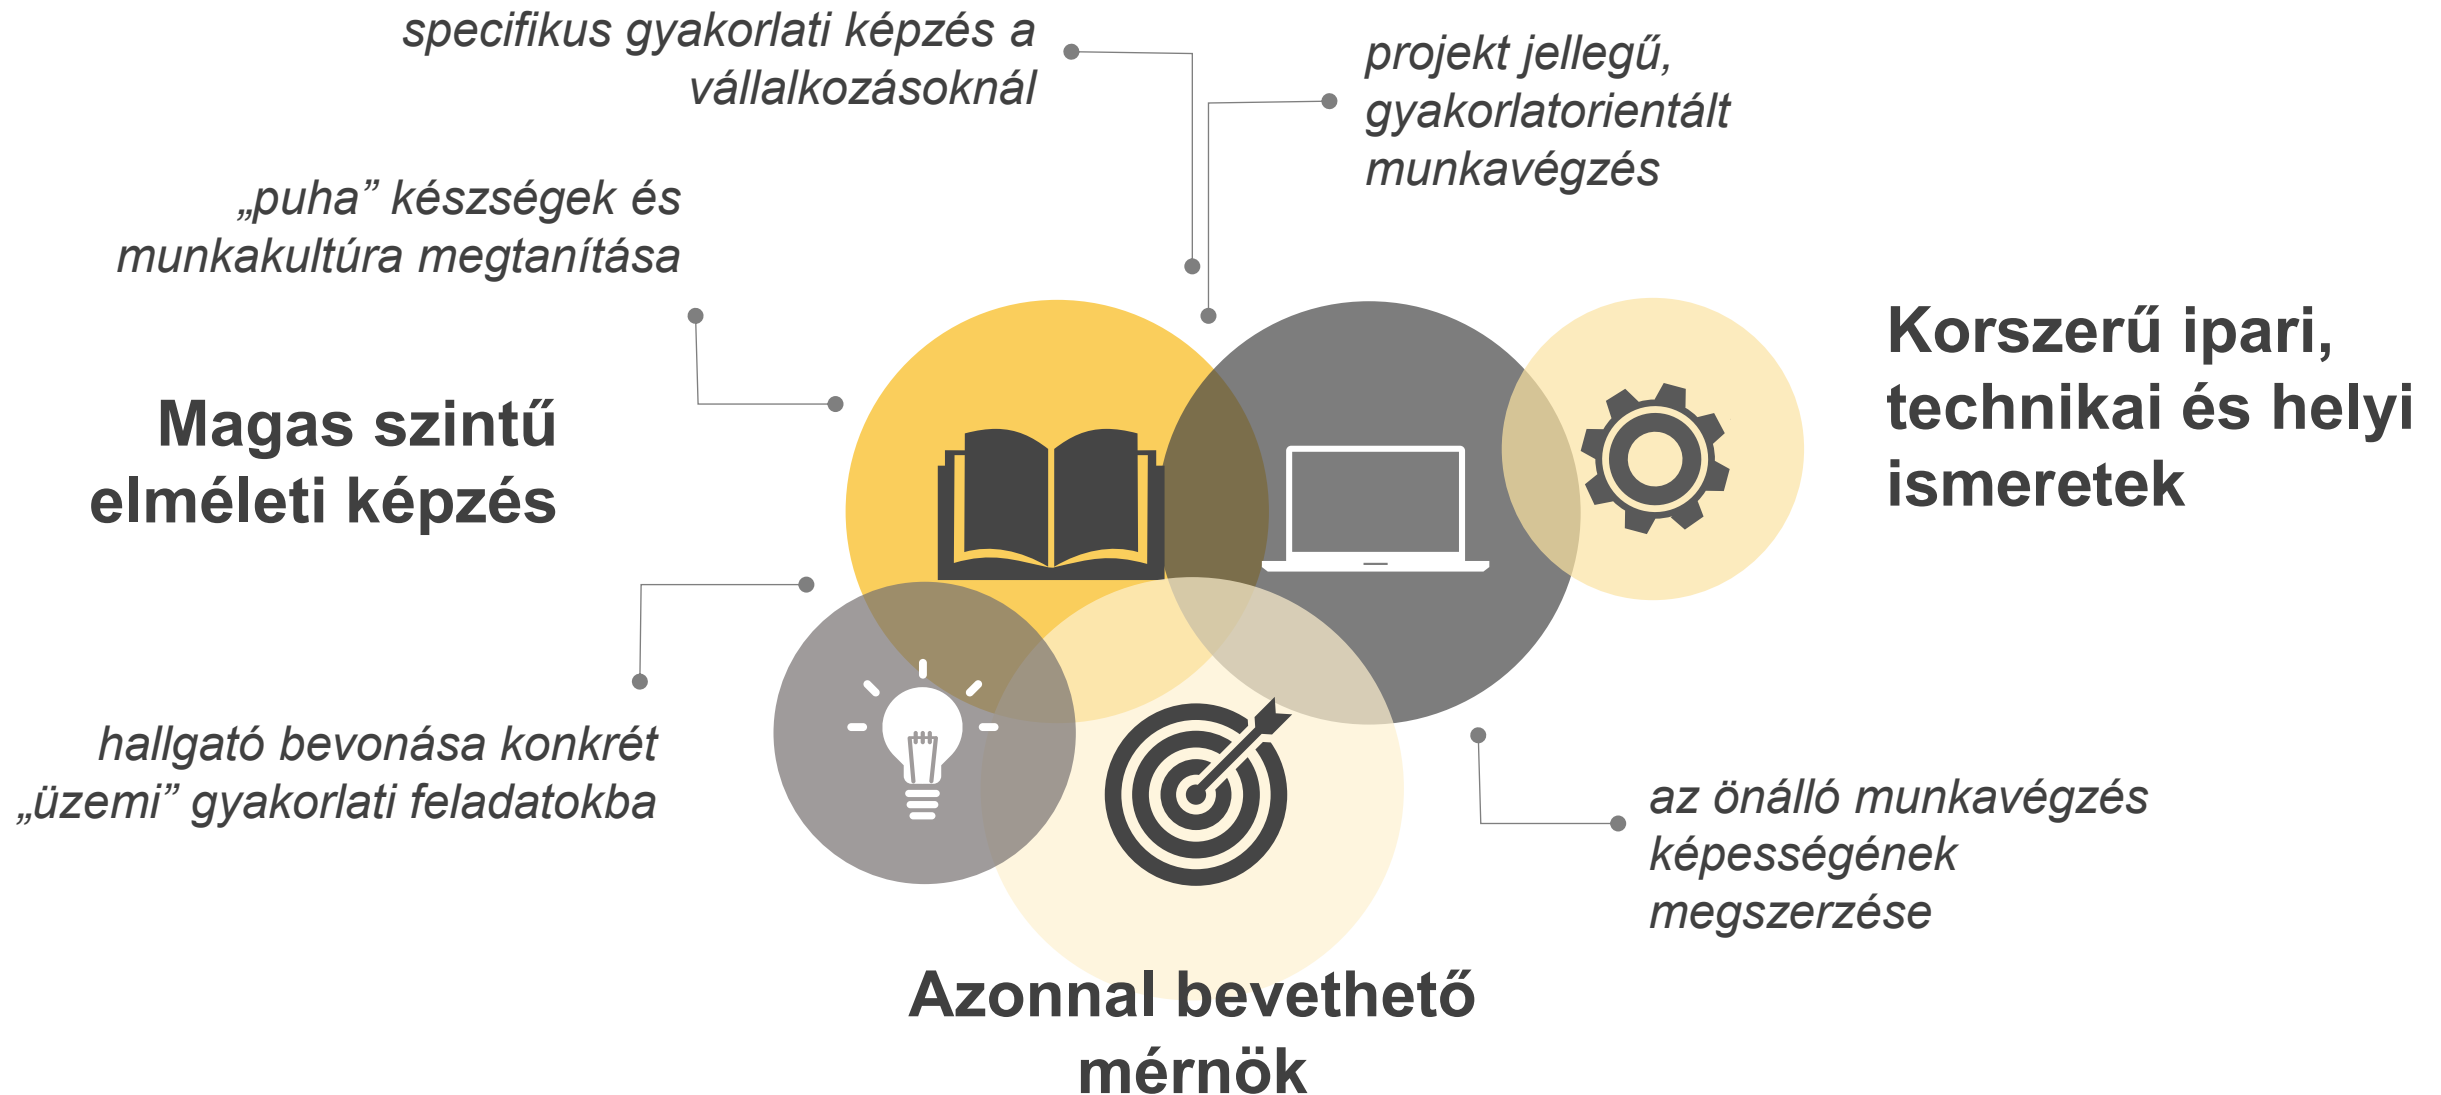 specifikus gyakorlati képzés a
vállalkozásoknál
projekt jellegű,
gyakorlatorientált
munkavégzés
„puha” készségek és
munkakultúra megtanítása
Magas szintű
elméleti képzés
Korszerű ipari,
technikai és helyi
ismeretek
hallgató bevonása konkrét
„üzemi” gyakorlati feladatokba
az önálló munkavégzés
képességének
megszerzése
Azonnal bevethető
mérnök